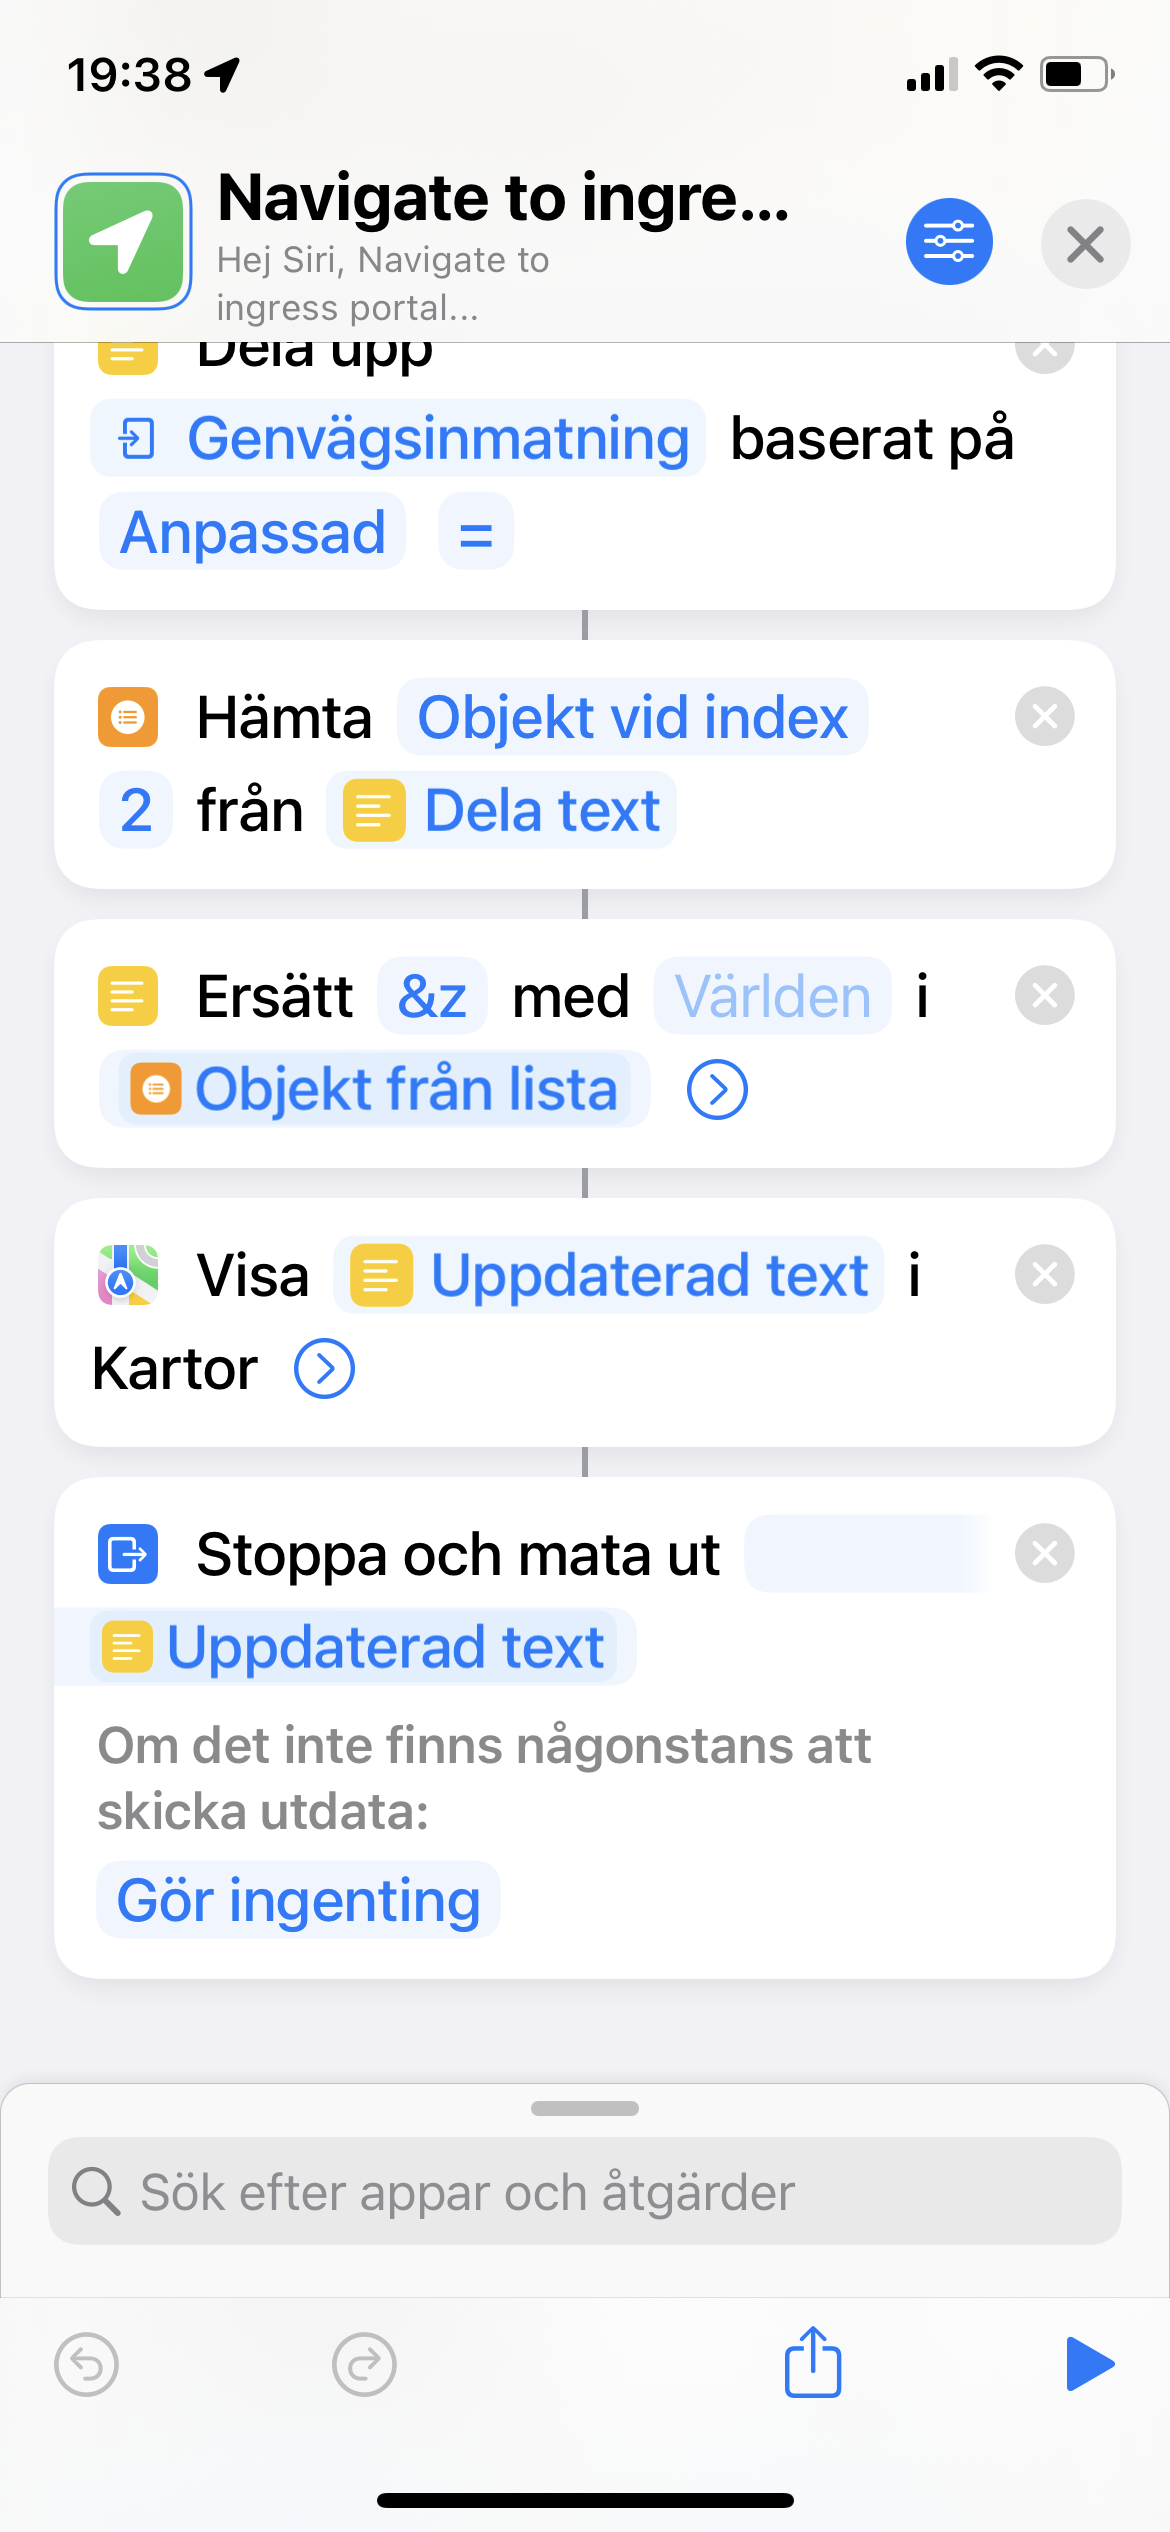 19:38
Navigate to ingre...
Hej Siri, Navigate to
ingress portal...
Dela upp
Genvägsinmatning baserat på
Anpassad =
Hämta Objekt vid index
2 från Dela text
Ersätt &z med Världen i
Objekt från lista
Visa Uppdaterad text i
Kartor
Stoppa och mata ut
Uppdaterad text
Om det inte finns någonstans att
skicka utdata:
Gör ingenting
Sök efter appar och åtgärder